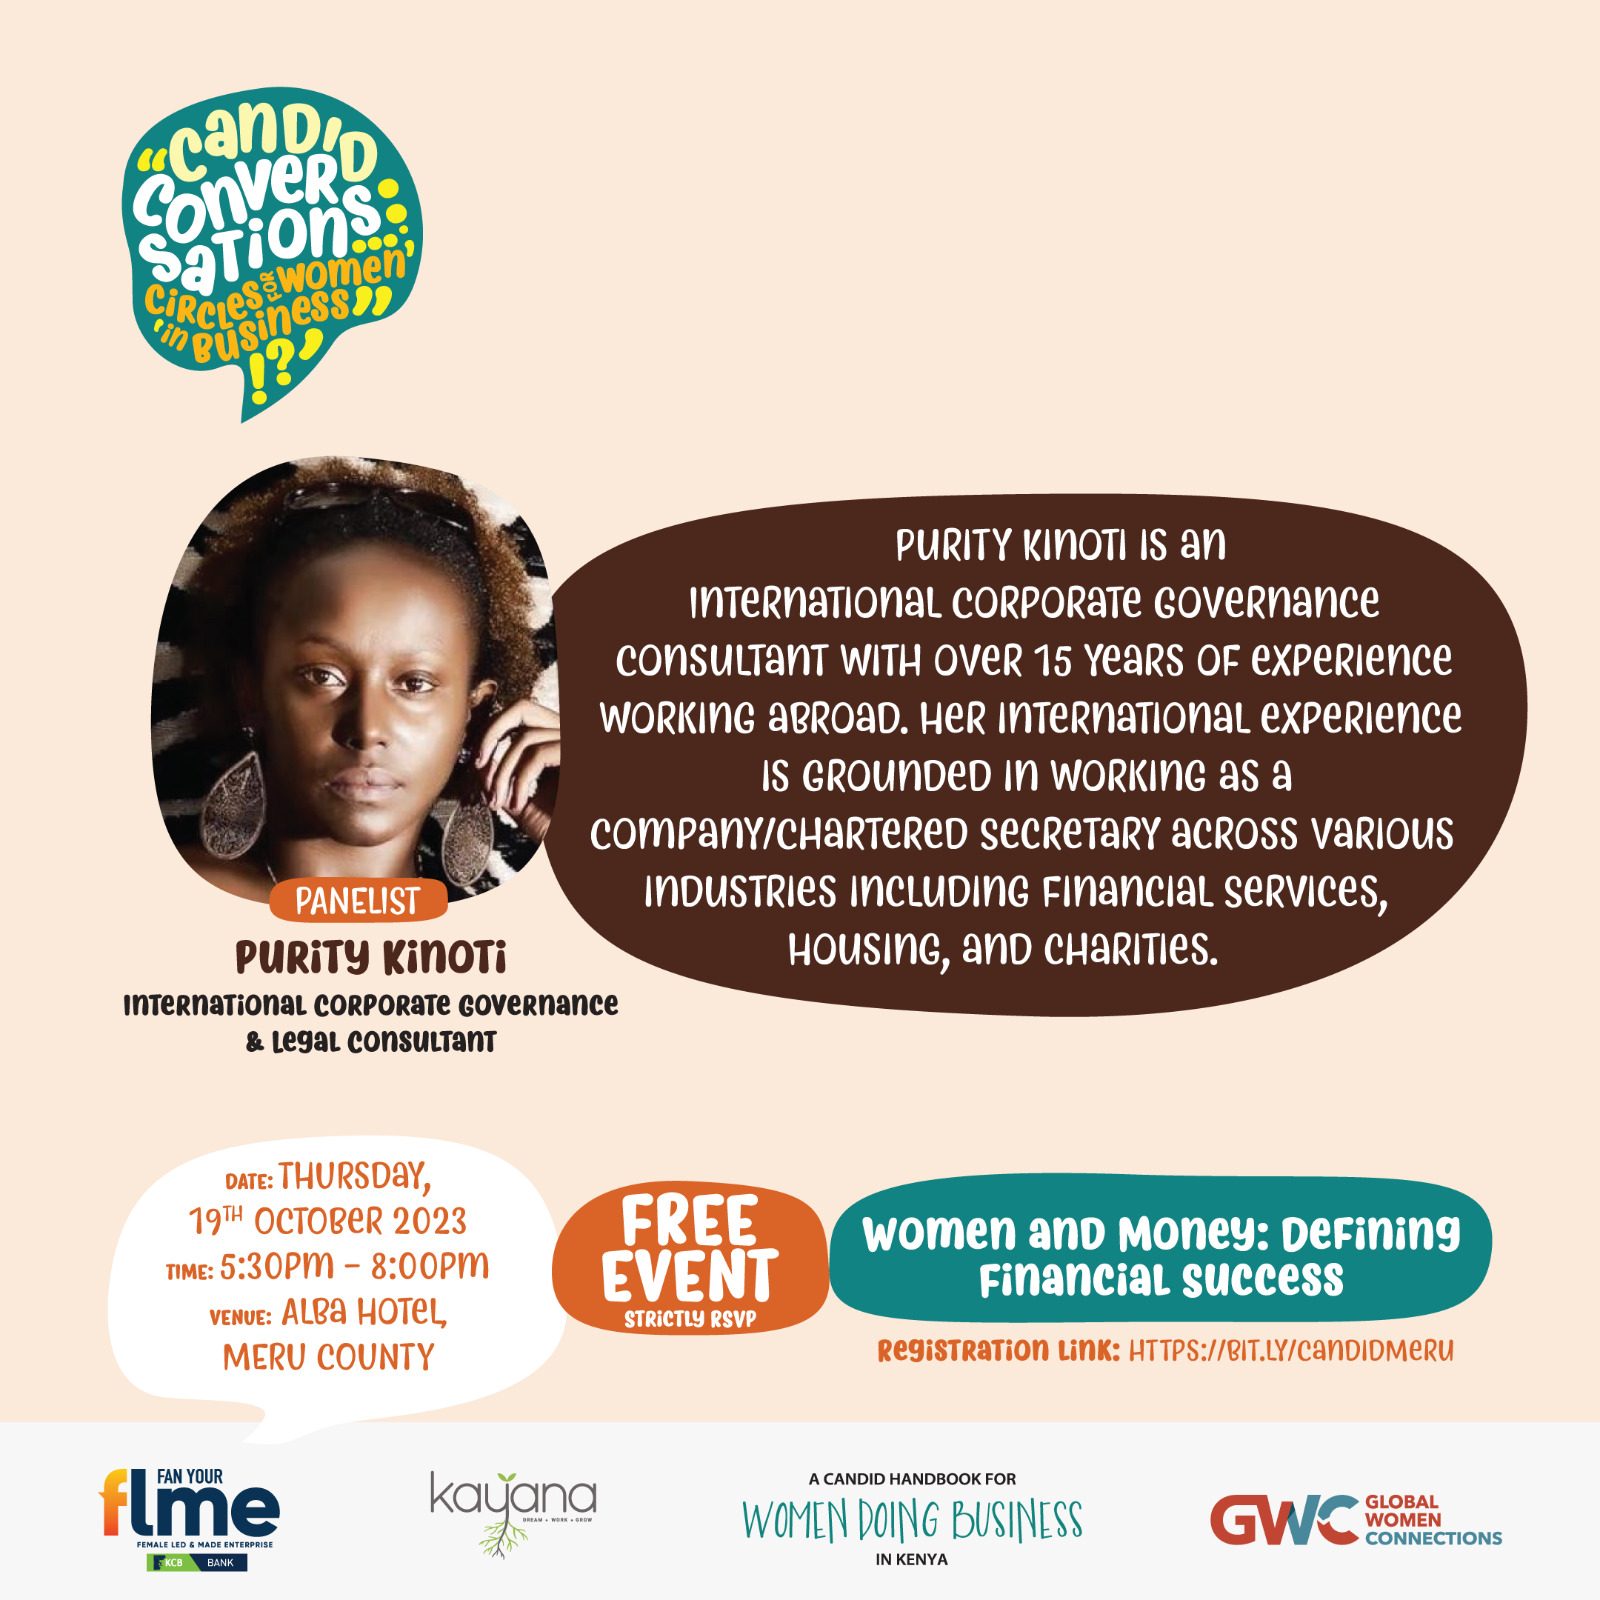 "CANDID
CONVER
SATIONS...
CIRCLES FOR WOMEN
'in BUSINESS"
!?
PURITY KINOTI IS an
INTERNATIONAL CORPORATE GOVERNANCE
CONSULTANT WITH OVER 15 YEARS OF EXPERIENCE
WORKING ABROAD. HER INTERNATIONAL EXPERIENCE
IS GROUNDED IN WORKING AS A
COMPANY/CHARTERED SECRETARY ACROSS VARIOUS
INDUSTRIES INCLUDING FINANCIAL SERVICES,
HOUSING, AND CHARITIES.
PANELIST
PURITY KINOTI
INTERNATIONAL CORPORATE GOVERNANCE
& LEGAL CONSULTANT
DATE: THURSDAY,
19TH OCTOBER 2023
TIME: 5:30PM – 8:00PM
VENUE: ALBA HOTEL,
MERU COUNTY
FREE
EVENT
STRICTLY RSVP
WOMEN AND MONEY: DEFINING
FINANCIAL SUCCESS
REGISTRATION LINK: HTTPS://BIT.LY/CANDIDMERU
FAN YOUR
flme
FEMALE LED & MADE ENTERPRISE
KCB BANK
kayana
DREAM • WORK • GROW
A CANDID HANDBOOK FOR
WOMEN DOING BUSINESS
IN KENYA
GWC
GLOBAL
WOMEN
CONNECTIONS